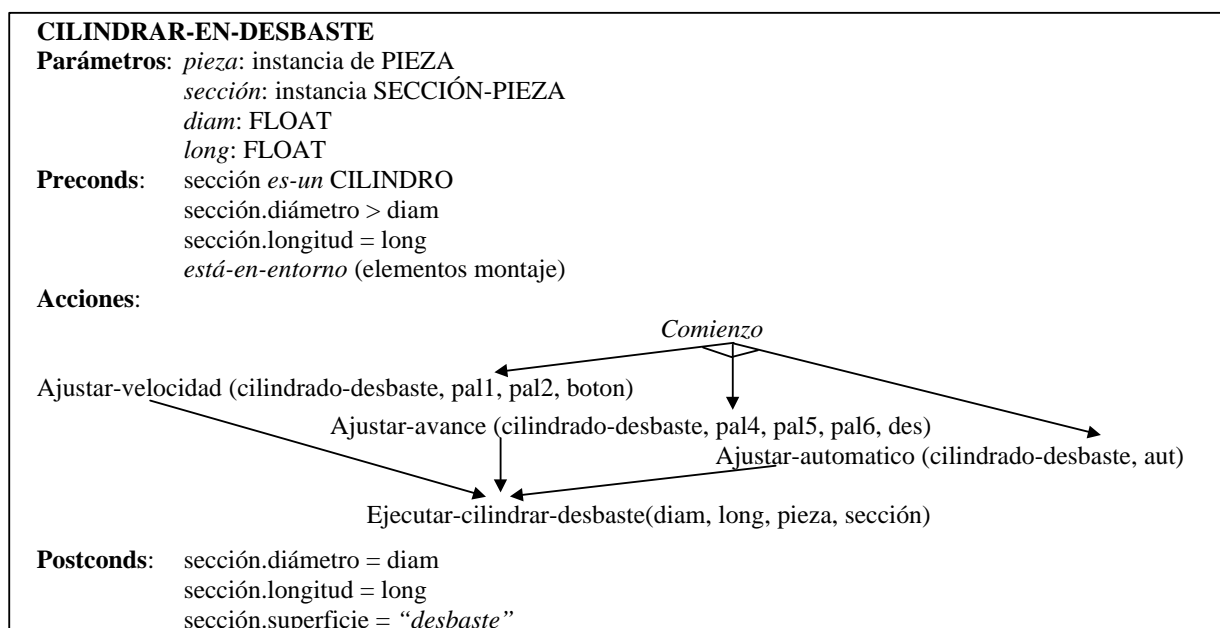 CILINDRAR-EN-DESBASTE
Parámetros: pieza: instancia de PIEZA
sección: instancia SECCIÓN-PIEZA
diam: FLOAT
long: FLOAT
Preconds: sección es-un CILINDRO
sección.diámetro > diam
sección.longitud = long
está-en-entorno (elementos montaje)
Acciones:
Comienzo
Ajustar-velocidad (cilindrado-desbaste, pal1, pal2, boton)
Ajustar-avance (cilindrado-desbaste, pal4, pal5, pal6, des)
Ajustar-automatico (cilindrado-desbaste, aut)
Ejecutar-cilindrar-desbaste(diam, long, pieza, sección)
Postconds: sección.diámetro = diam
sección.longitud = long
sección.superficie = “desbaste”